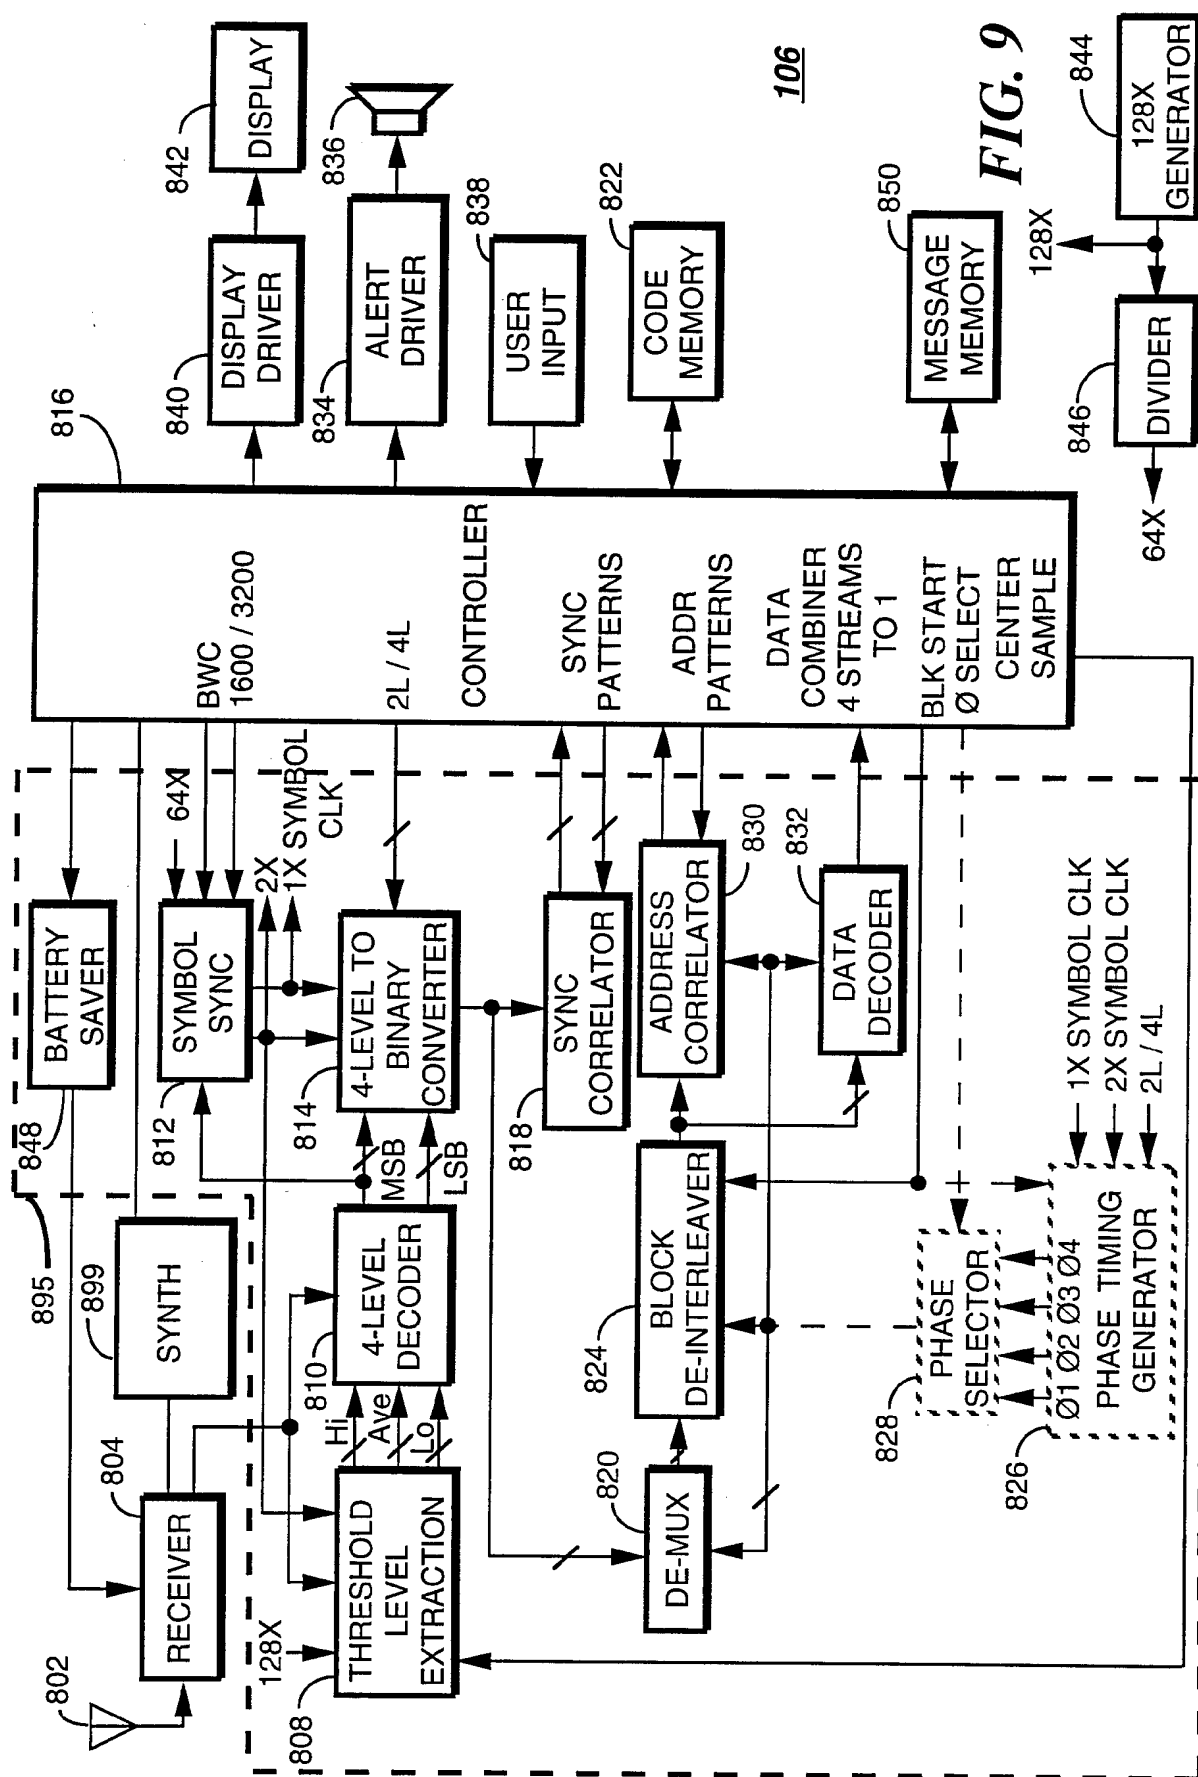 802
RECEIVER
804
SYNTH
899
895
BATTERY
SAVER
848
SYMBOL
SYNC
812
64X
2X
1X SYMBOL
CLK
128X
THRESHOLD
LEVEL
EXTRACTION
808
Hi
Ave
Lo
4-LEVEL
DECODER
810
MSB
LSB
4-LEVEL TO
BINARY
CONVERTER
814
SYNC
CORRELATOR
818
DE-MUX
820
BLOCK
DE-INTERLEAVER
824
ADDRESS
CORRELATOR
830
DATA
DECODER
832
PHASE
SELECTOR
828
Ø1 Ø2 Ø3 Ø4
PHASE TIMING
GENERATOR
826
1X SYMBOL CLK
2X SYMBOL CLK
2L / 4L
816
BWC
1600 / 3200
2L / 4L
CONTROLLER
SYNC
PATTERNS
ADDR
PATTERNS
DATA
COMBINER
4 STREAMS
TO 1
BLK START
Ø SELECT
CENTER
SAMPLE
DISPLAY
DRIVER
840
DISPLAY
842
ALERT
DRIVER
834
836
USER
INPUT
838
CODE
MEMORY
822
MESSAGE
MEMORY
850
64X
DIVIDER
846
128X
128X
GENERATOR
844
106
FIG. 9